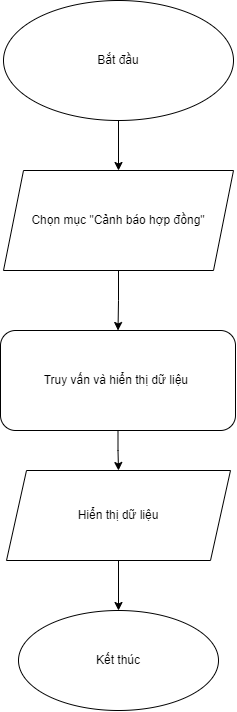 Bắt đầu
Chọn mục "Cảnh báo hợp đồng"
Truy vấn và hiển thị dữ liệu
Hiển thị dữ liệu
Kết thúc